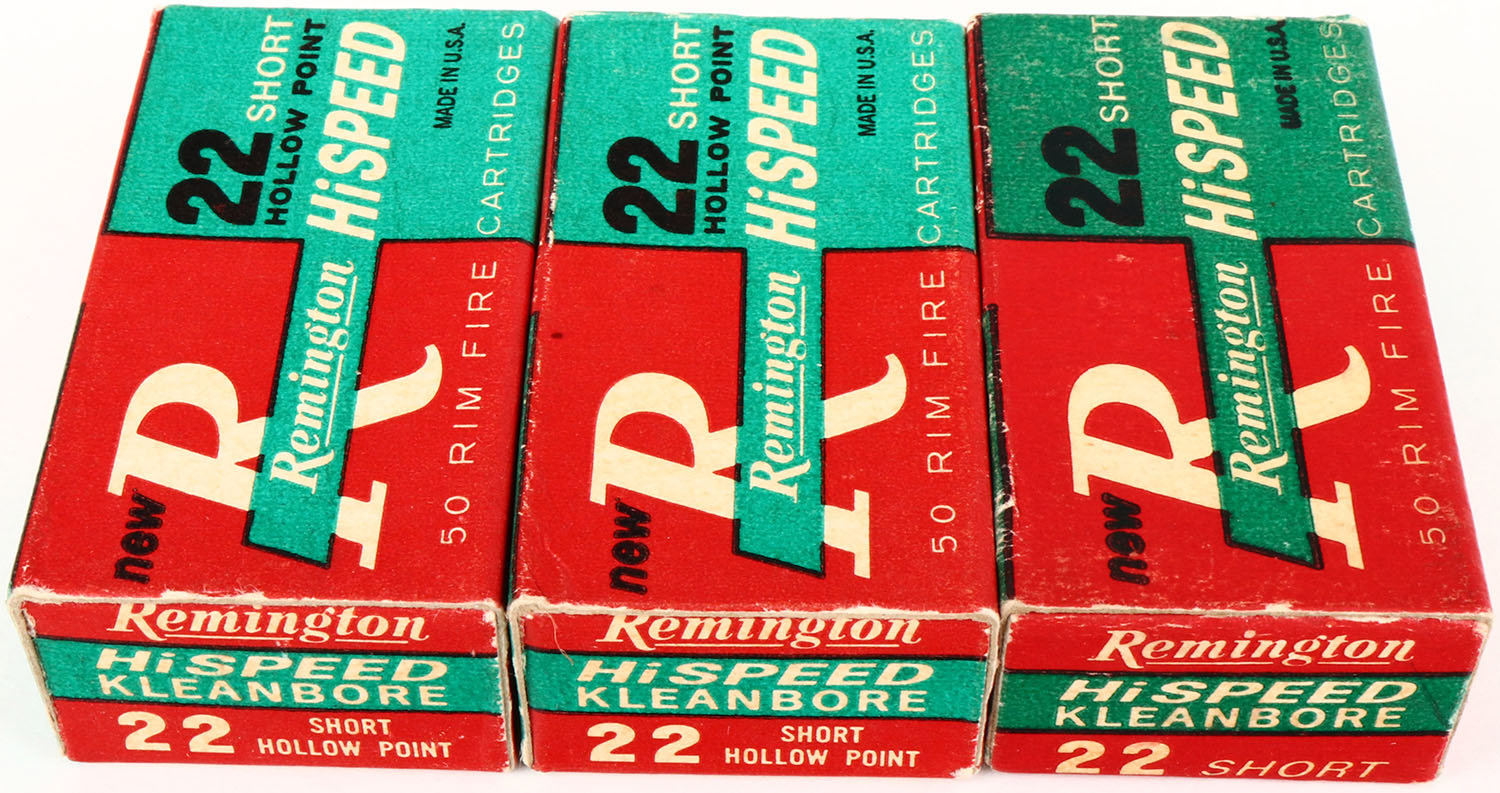 22 SHORT
HOLLOW POINT
HiSPEED
MADE IN U.S.A.
new
R
Remington
50 RIM FIRE CARTRIDGES
Remington
HiSPEED
KLEANBORE
22 SHORT
HOLLOW POINT
22 SHORT
HOLLOW POINT
HiSPEED
MADE IN U.S.A.
new
R
Remington
50 RIM FIRE CARTRIDGES
Remington
HiSPEED
KLEANBORE
22 SHORT
HOLLOW POINT
22 SHORT
HiSPEED
MADE IN U.S.A.
new
R
Remington
50 RIM FIRE CARTRIDGES
Remington
HiSPEED
KLEANBORE
22 SHORT